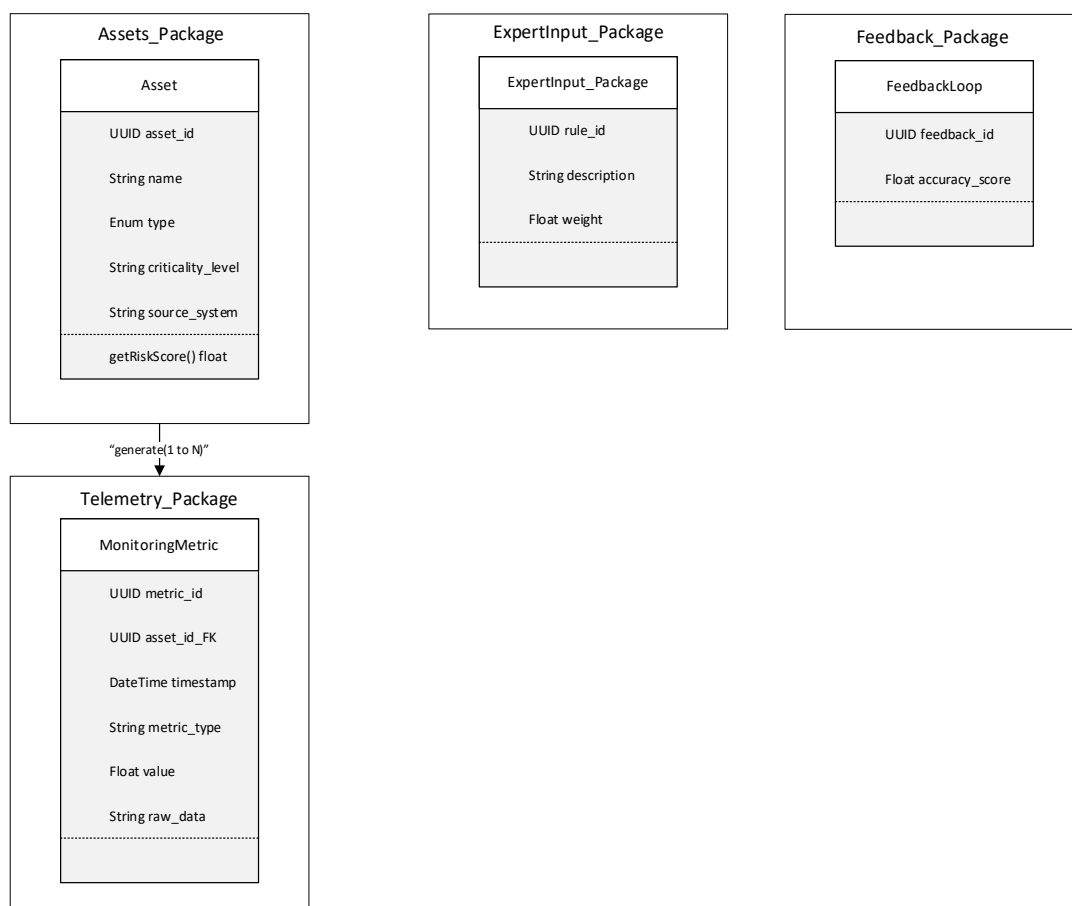 Assets_Package
Asset
UUID asset_id
String name
Enum type
String criticality_level
String source_system
getRiskScore() float
“generate(1 to N)”
Telemetry_Package
MonitoringMetric
UUID metric_id
UUID asset_id_FK
DateTime timestamp
String metric_type
Float value
String raw_data
ExpertInput_Package
ExpertInput_Package
UUID rule_id
String description
Float weight
Feedback_Package
FeedbackLoop
UUID feedback_id
Float accuracy_score